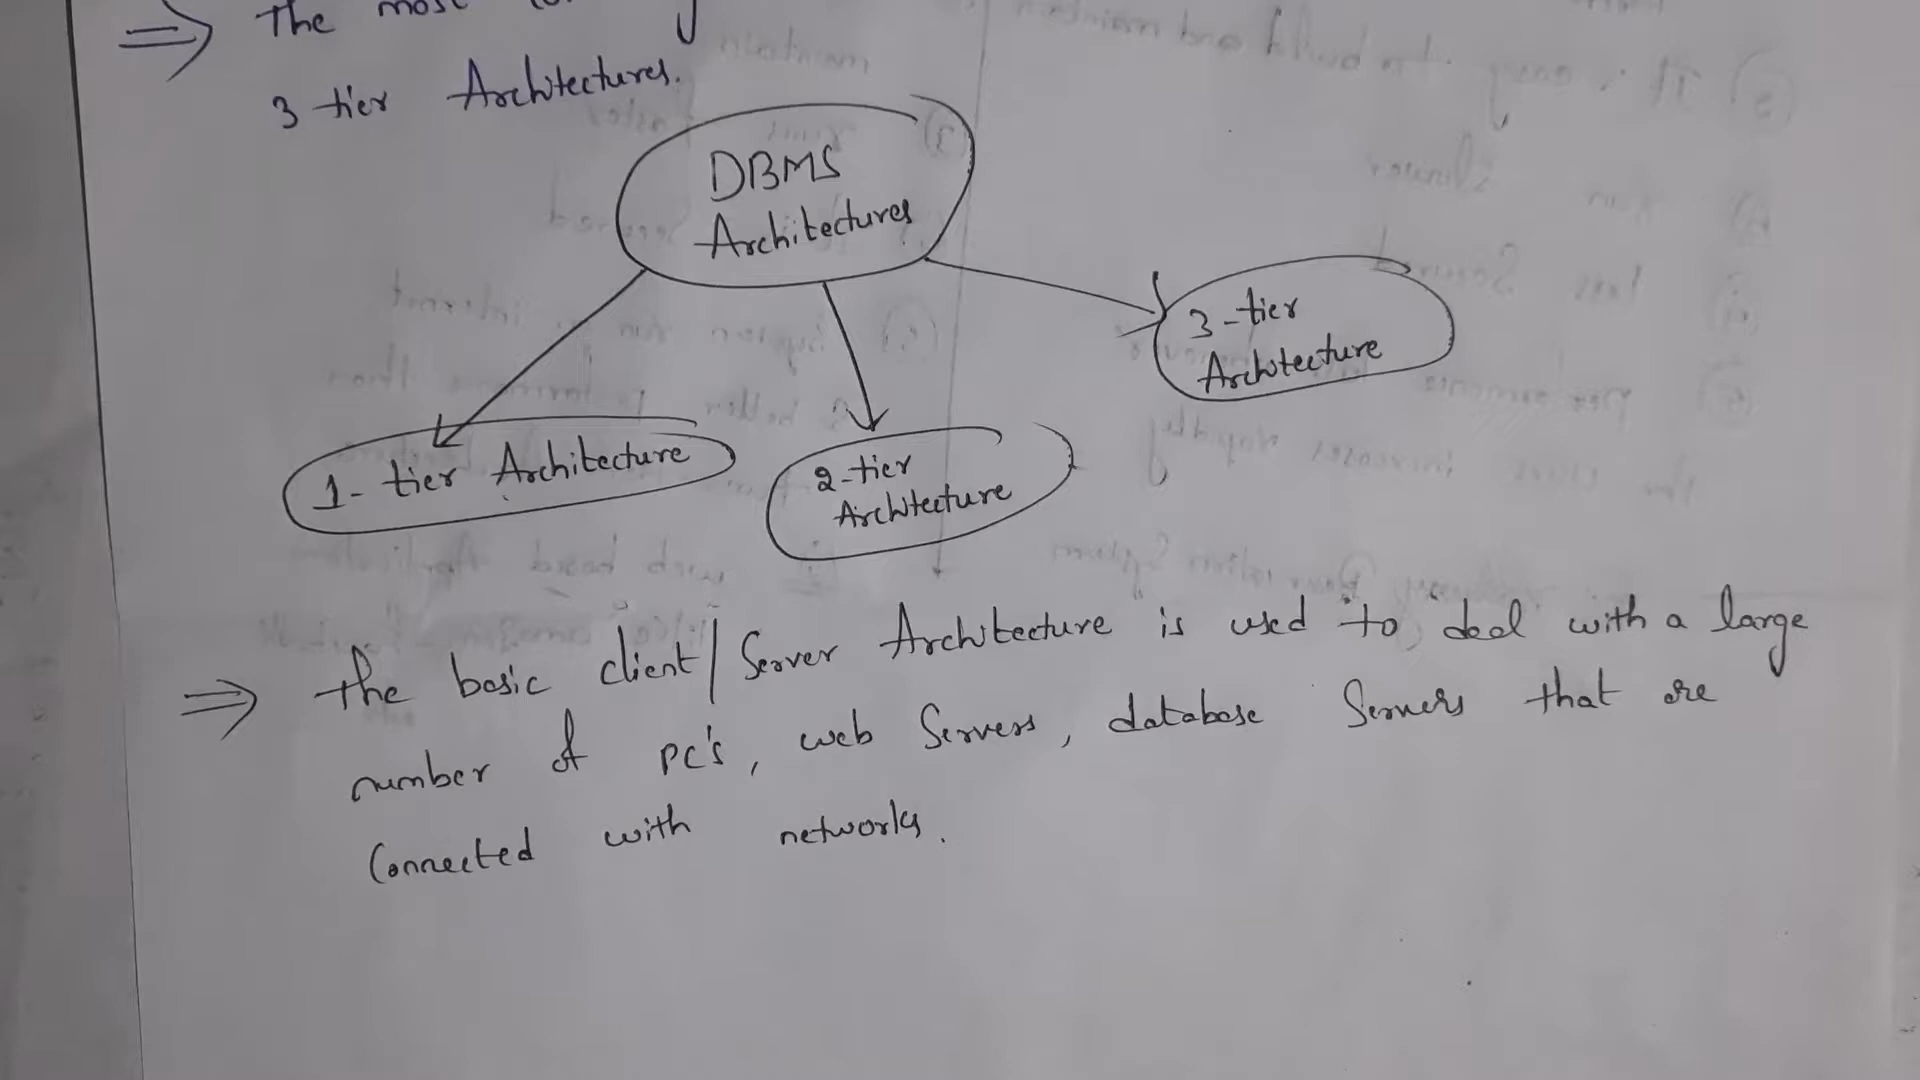 ⇒ The most
3 tier Architectures.
DBMS
Architectures
3-tier
Architecture
1- tier Architecture
2-tier
Architecture
⇒ the basic client/Server Architecture is used to deal with a large
number of pc's, web Servers, database Servers that are
Connected with networks.